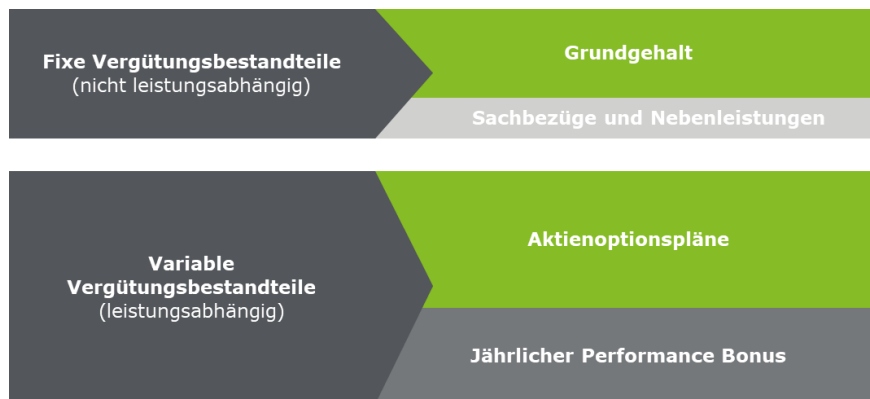 Fixe Vergütungsbestandteile
(nicht leistungsabhängig)
Grundgehalt
Sachbezüge und Nebenleistungen
Variable
Vergütungsbestandteile
(leistungsabhängig)
Aktienoptionspläne
Jährlicher Performance Bonus